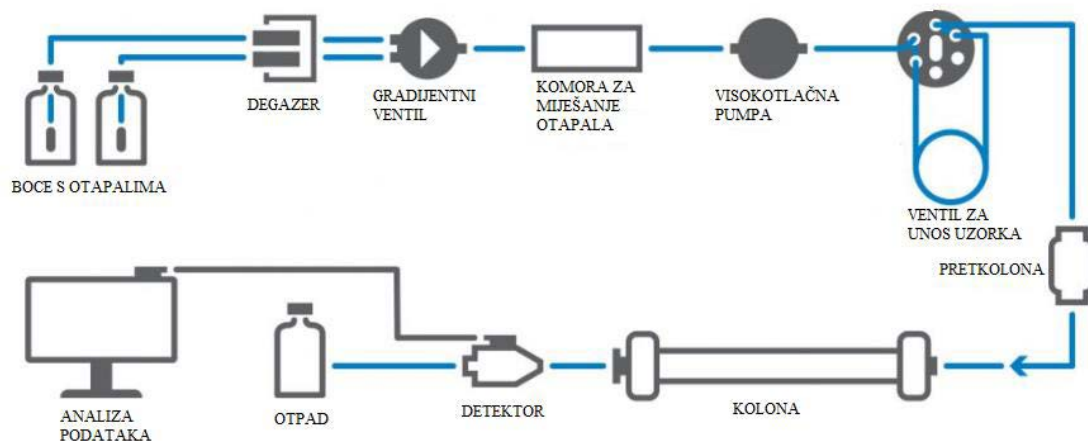 BOCE S OTAPALIMA
DEGAZER
GRADIJENTNI
VENTIL
KOMORA ZA
MIJEŠANJE
OTAPALA
VISOKOTLAČNA
PUMPA
VENTIL ZA
UNOS UZORKA
PRETKOLONA
ANALIZA
PODATAKA
OTPAD
DETEKTOR
KOLONA